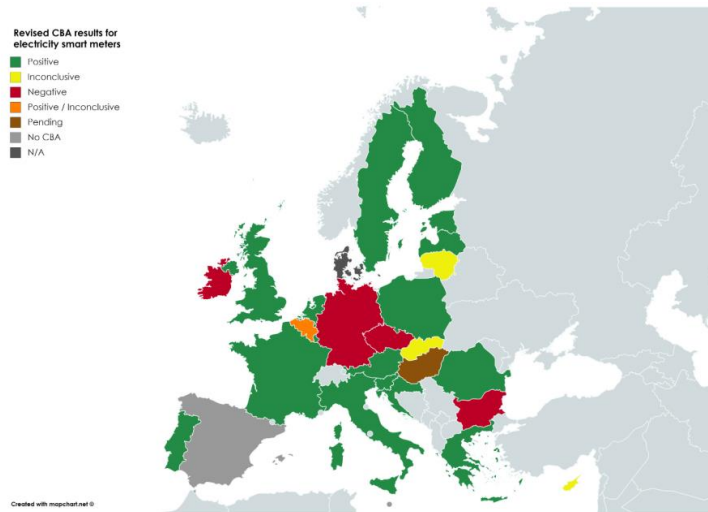 Revised CBA results for
electricity smart meters
Positive
Inconclusive
Negative
Positive / Inconclusive
Pending
No CBA
N/A
Created with mapchart.net ©